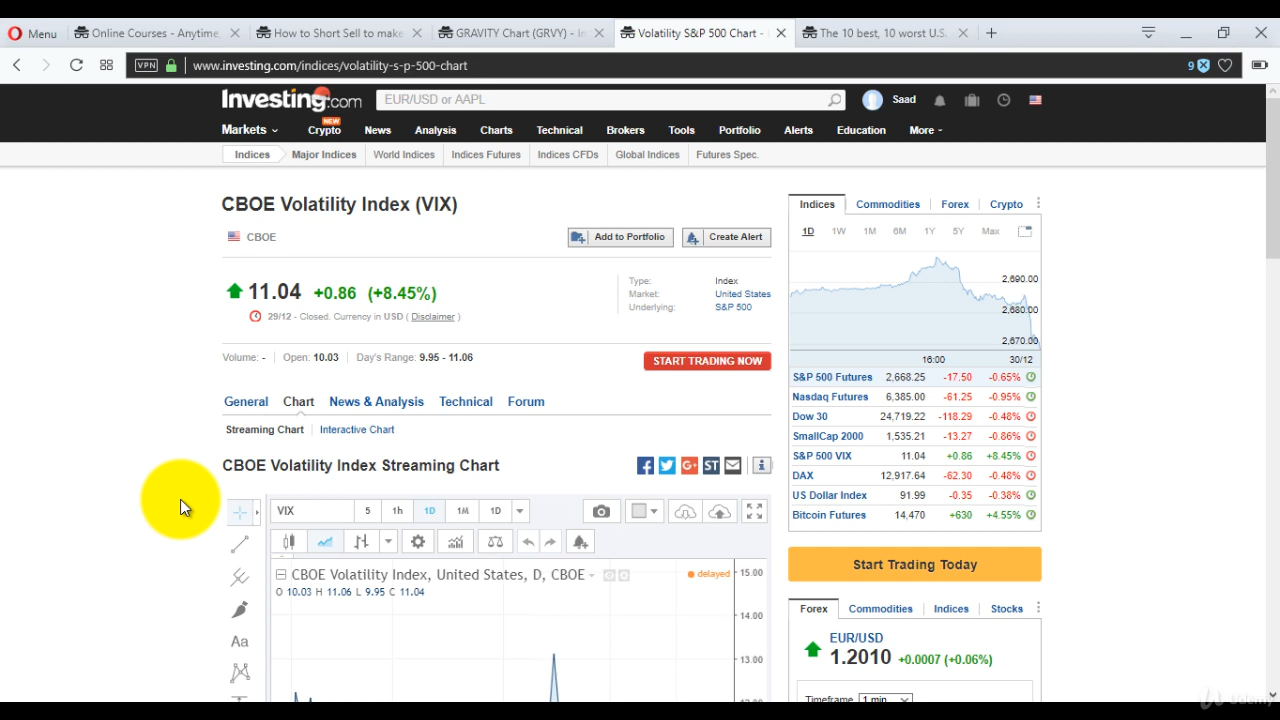 Menu
Online Courses - Anytime,
How to Short Sell to make
GRAVITY Chart (GRVY) - In
Volatility S&P 500 Chart -
The 10 best, 10 worst U.S.
VPN www.investing.com/indices/volatility-s-p-500-chart 9
Investing.com EUR/USD or AAPL Saad
NEW
Markets Crypto News Analysis Charts Technical Brokers Tools Portfolio Alerts Education More
Indices Major Indices World Indices Indices Futures Indices CFDs Global Indices Futures Spec.
CBOE Volatility Index (VIX)
CBOE Add to Portfolio Create Alert
11.04 +0.86 (+8.45%)
29/12 - Closed. Currency in USD ( Disclaimer )
Type: Index
Market: United States
Underlying: S&P 500
Volume: - Open: 10.03 Day's Range: 9.95 - 11.06
START TRADING NOW
General Chart News & Analysis Technical Forum
Streaming Chart Interactive Chart
CBOE Volatility Index Streaming Chart
ST
VIX 5 1h 1D 1M 1D
CBOE Volatility Index, United States, D, CBOE
delayed
O 10.03 H 11.06 L 9.95 C 11.04
15.00
14.00
13.00
Aa
Indices Commodities Forex Crypto
1D 1W 1M 6M 1Y 5Y Max
2,690.00
2,680.00
2,670.00
16:00 30/12
S&P 500 Futures 2,668.25 -17.50 -0.65%
Nasdaq Futures 6,385.00 -61.25 -0.95%
Dow 30 24,719.22 -118.29 -0.48%
SmallCap 2000 1,535.21 -13.27 -0.86%
S&P 500 VIX 11.04 +0.86 +8.45%
DAX 12,917.64 -62.30 -0.48%
US Dollar Index 91.99 -0.35 -0.38%
Bitcoin Futures 14,470 +630 +4.55%
Start Trading Today
Forex Commodities Indices Stocks
EUR/USD
1.2010 +0.0007 (+0.06%)
Timeframe 1 min
Udemy